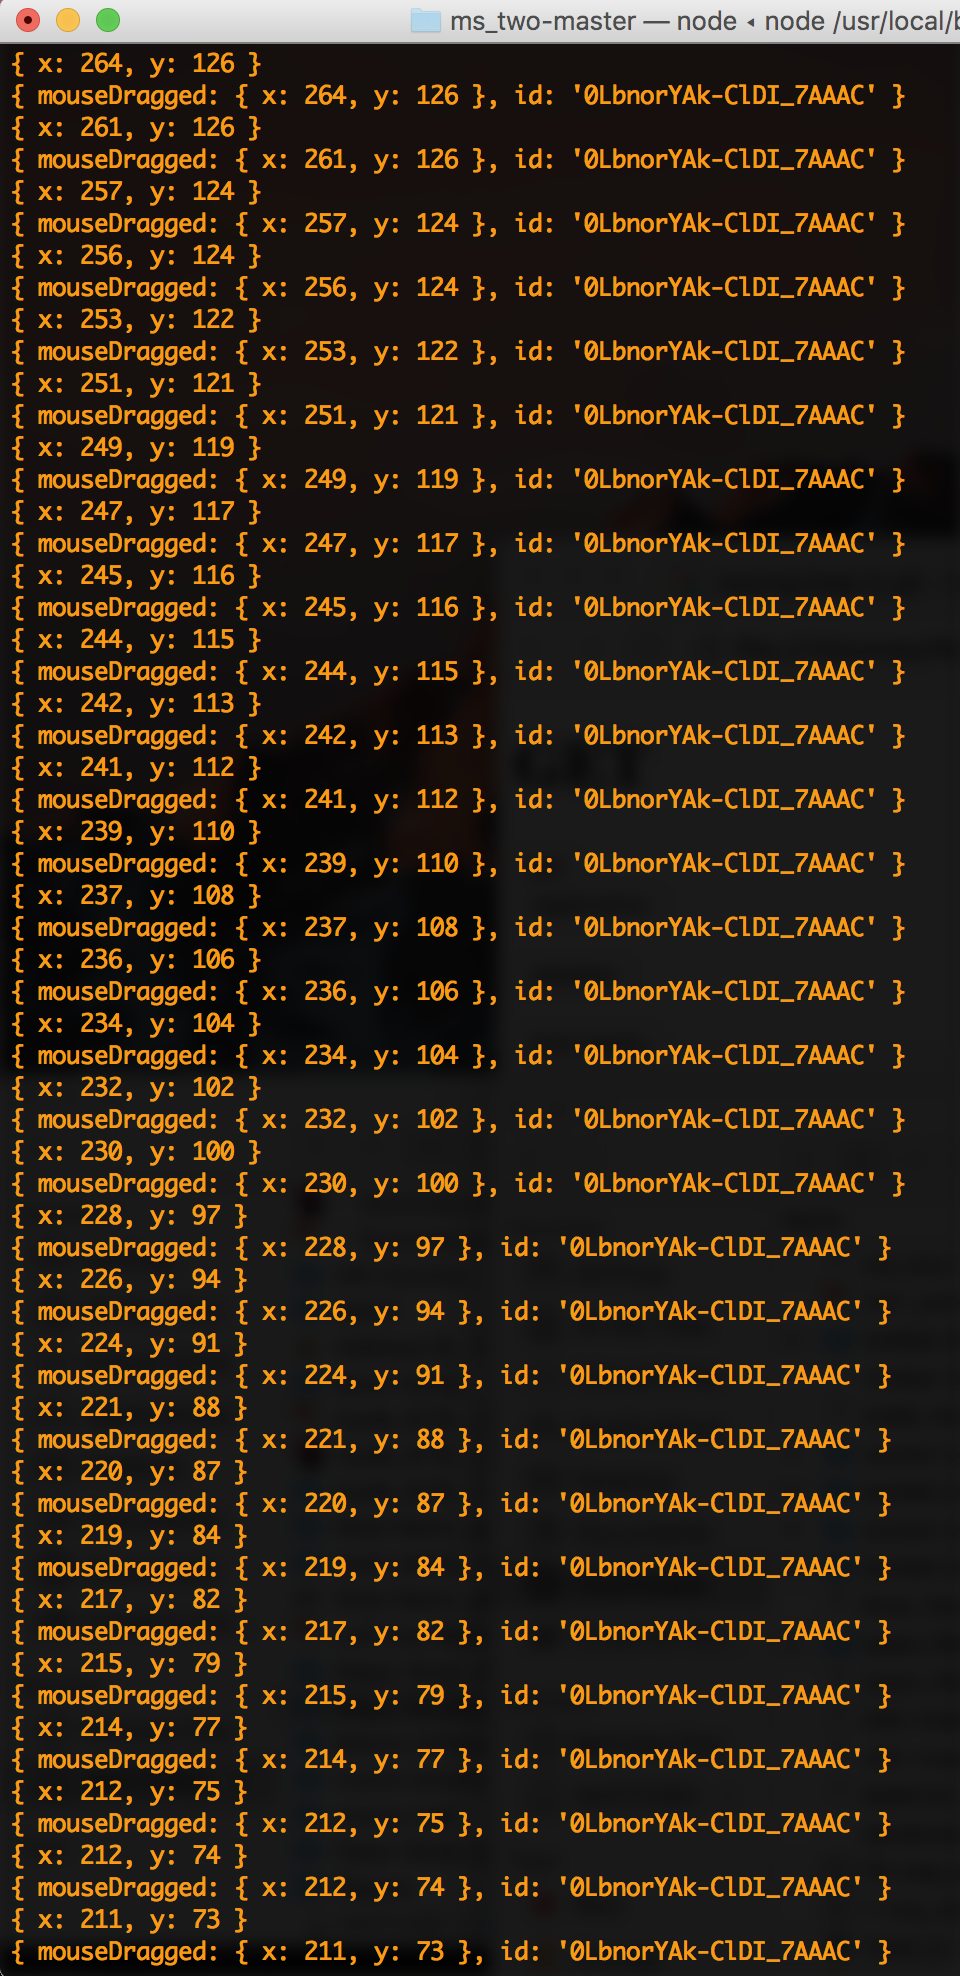 ms_two-master — node ◂ node /usr/local/b
{ x: 264, y: 126 }
{ mouseDragged: { x: 264, y: 126 }, id: '0LbnorYAk-ClDI_7AAAC' }
{ x: 261, y: 126 }
{ mouseDragged: { x: 261, y: 126 }, id: '0LbnorYAk-ClDI_7AAAC' }
{ x: 257, y: 124 }
{ mouseDragged: { x: 257, y: 124 }, id: '0LbnorYAk-ClDI_7AAAC' }
{ x: 256, y: 124 }
{ mouseDragged: { x: 256, y: 124 }, id: '0LbnorYAk-ClDI_7AAAC' }
{ x: 253, y: 122 }
{ mouseDragged: { x: 253, y: 122 }, id: '0LbnorYAk-ClDI_7AAAC' }
{ x: 251, y: 121 }
{ mouseDragged: { x: 251, y: 121 }, id: '0LbnorYAk-ClDI_7AAAC' }
{ x: 249, y: 119 }
{ mouseDragged: { x: 249, y: 119 }, id: '0LbnorYAk-ClDI_7AAAC' }
{ x: 247, y: 117 }
{ mouseDragged: { x: 247, y: 117 }, id: '0LbnorYAk-ClDI_7AAAC' }
{ x: 245, y: 116 }
{ mouseDragged: { x: 245, y: 116 }, id: '0LbnorYAk-ClDI_7AAAC' }
{ x: 244, y: 115 }
{ mouseDragged: { x: 244, y: 115 }, id: '0LbnorYAk-ClDI_7AAAC' }
{ x: 242, y: 113 }
{ mouseDragged: { x: 242, y: 113 }, id: '0LbnorYAk-ClDI_7AAAC' }
{ x: 241, y: 112 }
{ mouseDragged: { x: 241, y: 112 }, id: '0LbnorYAk-ClDI_7AAAC' }
{ x: 239, y: 110 }
{ mouseDragged: { x: 239, y: 110 }, id: '0LbnorYAk-ClDI_7AAAC' }
{ x: 237, y: 108 }
{ mouseDragged: { x: 237, y: 108 }, id: '0LbnorYAk-ClDI_7AAAC' }
{ x: 236, y: 106 }
{ mouseDragged: { x: 236, y: 106 }, id: '0LbnorYAk-ClDI_7AAAC' }
{ x: 234, y: 104 }
{ mouseDragged: { x: 234, y: 104 }, id: '0LbnorYAk-ClDI_7AAAC' }
{ x: 232, y: 102 }
{ mouseDragged: { x: 232, y: 102 }, id: '0LbnorYAk-ClDI_7AAAC' }
{ x: 230, y: 100 }
{ mouseDragged: { x: 230, y: 100 }, id: '0LbnorYAk-ClDI_7AAAC' }
{ x: 228, y: 97 }
{ mouseDragged: { x: 228, y: 97 }, id: '0LbnorYAk-ClDI_7AAAC' }
{ x: 226, y: 94 }
{ mouseDragged: { x: 226, y: 94 }, id: '0LbnorYAk-ClDI_7AAAC' }
{ x: 224, y: 91 }
{ mouseDragged: { x: 224, y: 91 }, id: '0LbnorYAk-ClDI_7AAAC' }
{ x: 221, y: 88 }
{ mouseDragged: { x: 221, y: 88 }, id: '0LbnorYAk-ClDI_7AAAC' }
{ x: 220, y: 87 }
{ mouseDragged: { x: 220, y: 87 }, id: '0LbnorYAk-ClDI_7AAAC' }
{ x: 219, y: 84 }
{ mouseDragged: { x: 219, y: 84 }, id: '0LbnorYAk-ClDI_7AAAC' }
{ x: 217, y: 82 }
{ mouseDragged: { x: 217, y: 82 }, id: '0LbnorYAk-ClDI_7AAAC' }
{ x: 215, y: 79 }
{ mouseDragged: { x: 215, y: 79 }, id: '0LbnorYAk-ClDI_7AAAC' }
{ x: 214, y: 77 }
{ mouseDragged: { x: 214, y: 77 }, id: '0LbnorYAk-ClDI_7AAAC' }
{ x: 212, y: 75 }
{ mouseDragged: { x: 212, y: 75 }, id: '0LbnorYAk-ClDI_7AAAC' }
{ x: 212, y: 74 }
{ mouseDragged: { x: 212, y: 74 }, id: '0LbnorYAk-ClDI_7AAAC' }
{ x: 211, y: 73 }
{ mouseDragged: { x: 211, y: 73 }, id: '0LbnorYAk-ClDI_7AAAC' }